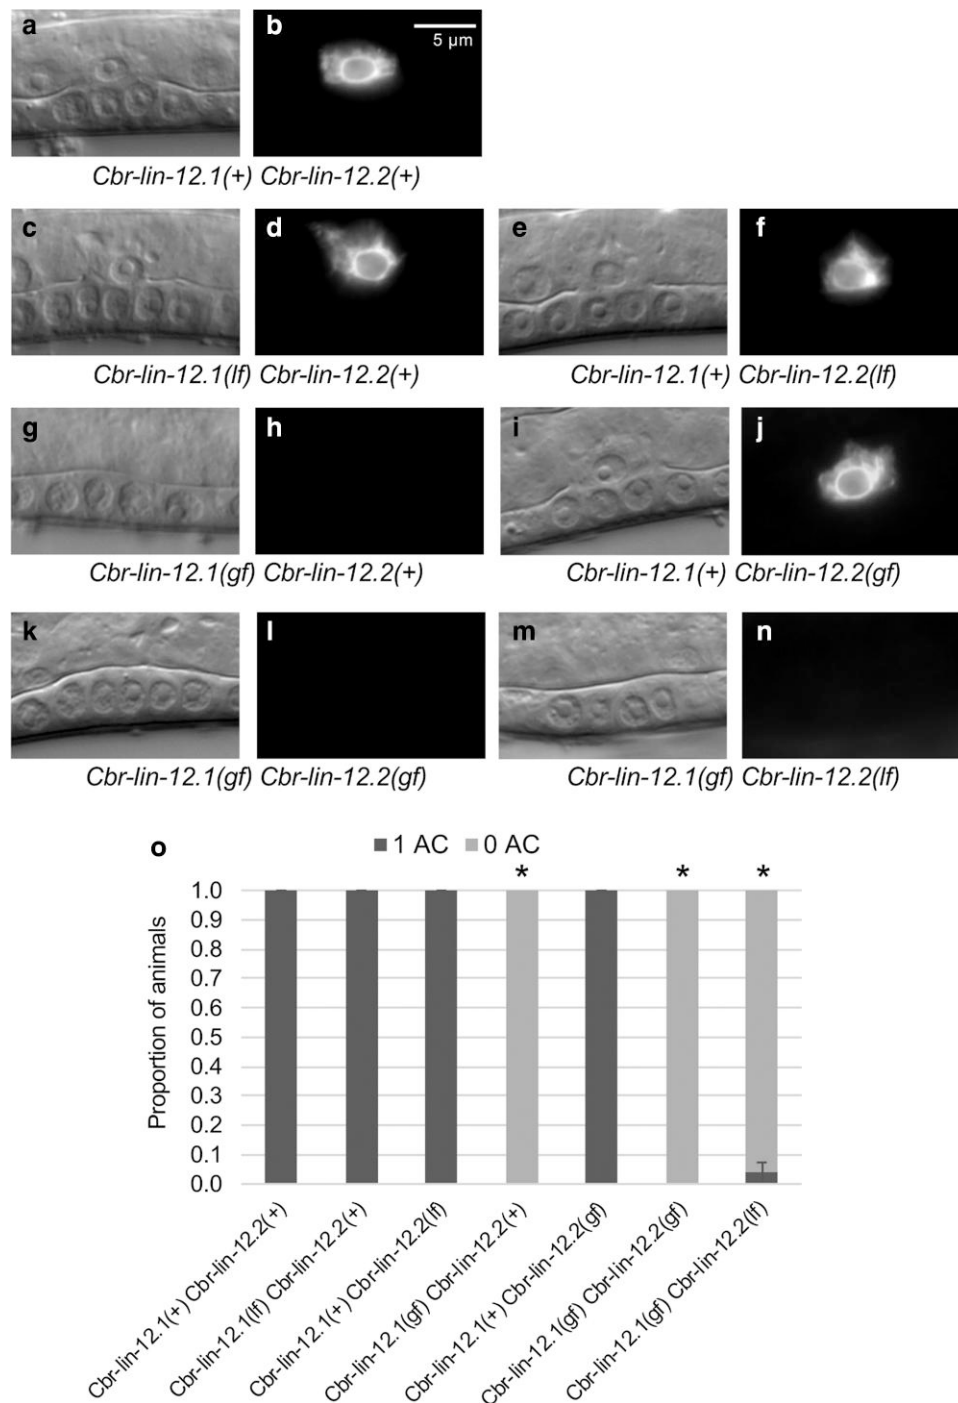 a
b
5 µm
Cbr-lin-12.1(+) Cbr-lin-12.2(+)
c
d
e
f
Cbr-lin-12.1(lf) Cbr-lin-12.2(+)
Cbr-lin-12.1(+) Cbr-lin-12.2(lf)
g
h
i
j
Cbr-lin-12.1(gf) Cbr-lin-12.2(+)
Cbr-lin-12.1(+) Cbr-lin-12.2(gf)
k
l
m
n
Cbr-lin-12.1(gf) Cbr-lin-12.2(gf)
Cbr-lin-12.1(gf) Cbr-lin-12.2(lf)
o
1 AC 0 AC
* * *
Proportion of animals
1.0
0.9
0.8
0.7
0.6
0.5
0.4
0.3
0.2
0.1
0.0
Cbr-lin-12.1(+) Cbr-lin-12.2(+)
Cbr-lin-12.1(lf) Cbr-lin-12.2(+)
Cbr-lin-12.1(+) Cbr-lin-12.2(lf)
Cbr-lin-12.1(gf) Cbr-lin-12.2(+)
Cbr-lin-12.1(+) Cbr-lin-12.2(gf)
Cbr-lin-12.1(gf) Cbr-lin-12.2(gf)
Cbr-lin-12.1(gf) Cbr-lin-12.2(lf)